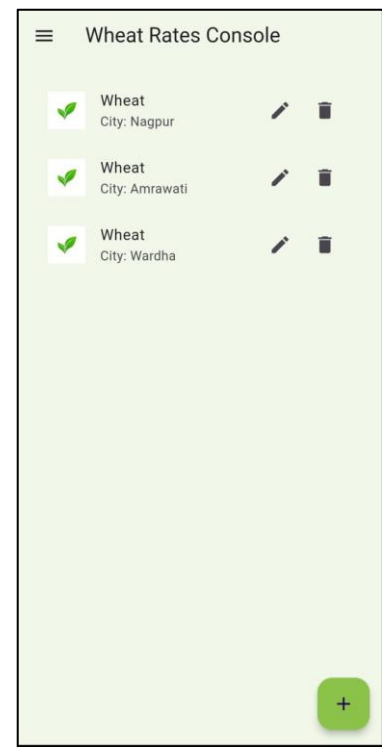 Wheat Rates Console
Wheat
City: Nagpur
Wheat
City: Amrawati
Wheat
City: Wardha
+